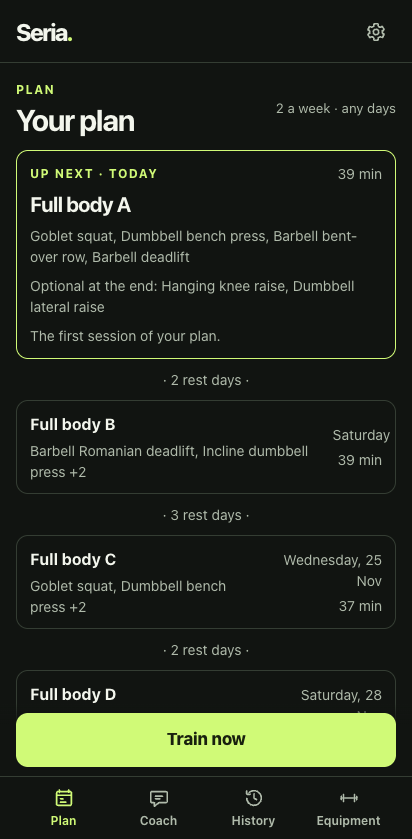 Seria.
PLAN
Your plan
2 a week · any days
UP NEXT · TODAY
39 min
Full body A
Goblet squat, Dumbbell bench press, Barbell bent-
over row, Barbell deadlift
Optional at the end: Hanging knee raise, Dumbbell
lateral raise
The first session of your plan.
· 2 rest days ·
Full body B
Saturday
Barbell Romanian deadlift, Incline dumbbell
press +2
39 min
· 3 rest days ·
Full body C
Wednesday, 25
Nov
Goblet squat, Dumbbell bench
press +2
37 min
· 2 rest days ·
Full body D
Saturday, 28
Train now
Plan
Coach
History
Equipment